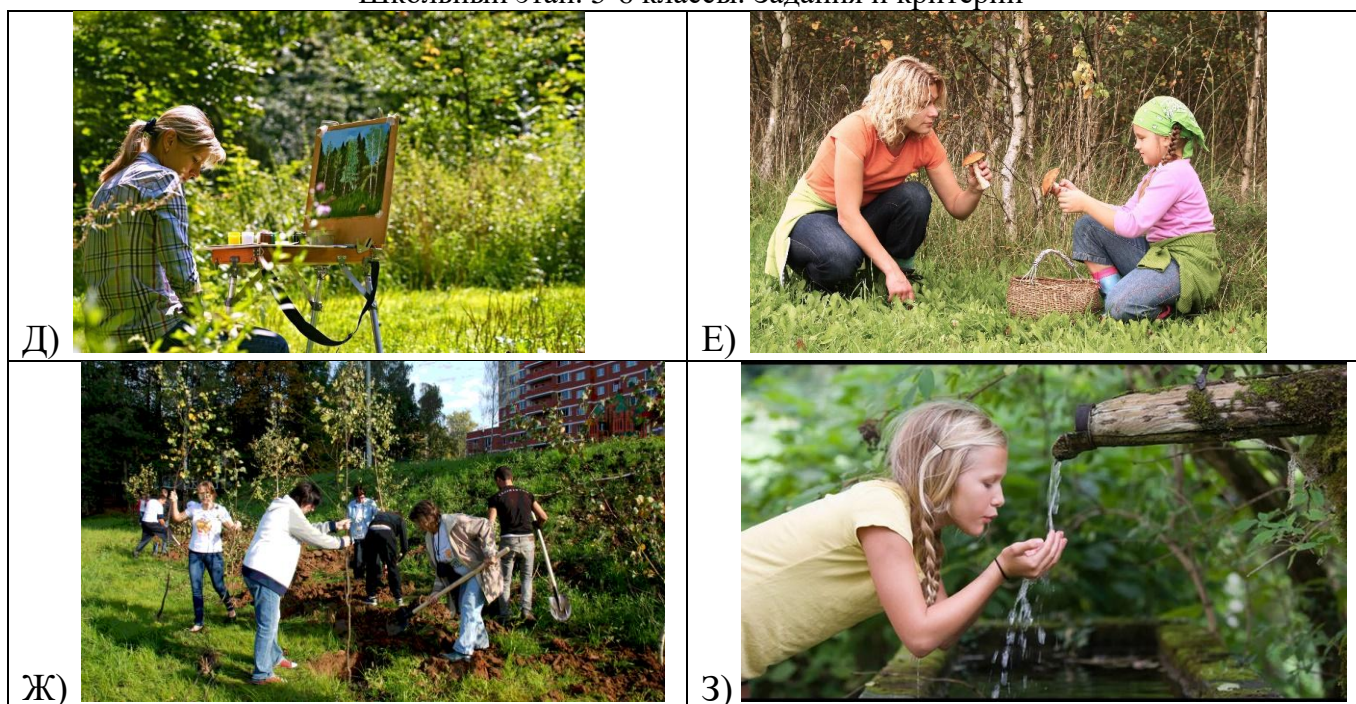 Школьный этап. 5-6 классы. Задания и критерии
Д)
Е)
Ж)
З)